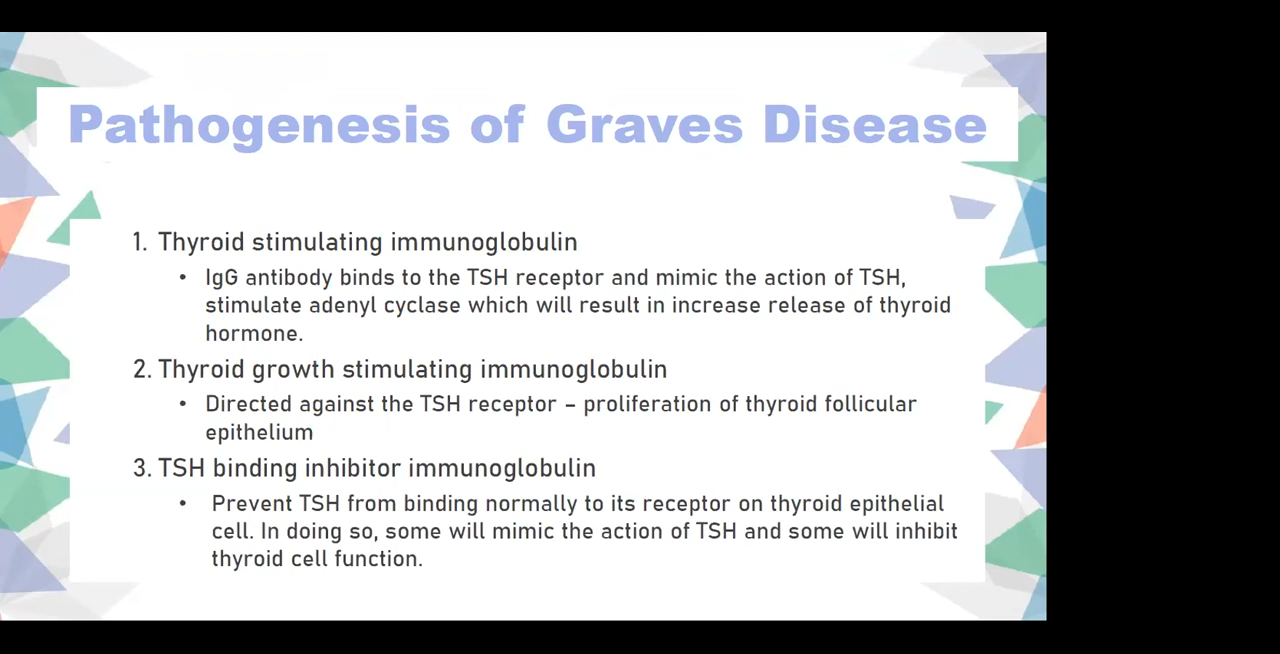 Pathogenesis of Graves Disease
1. Thyroid stimulating immunoglobulin
• IgG antibody binds to the TSH receptor and mimic the action of TSH,
stimulate adenyl cyclase which will result in increase release of thyroid
hormone.
2. Thyroid growth stimulating immunoglobulin
• Directed against the TSH receptor – proliferation of thyroid follicular
epithelium
3. TSH binding inhibitor immunoglobulin
• Prevent TSH from binding normally to its receptor on thyroid epithelial
cell. In doing so, some will mimic the action of TSH and some will inhibit
thyroid cell function.